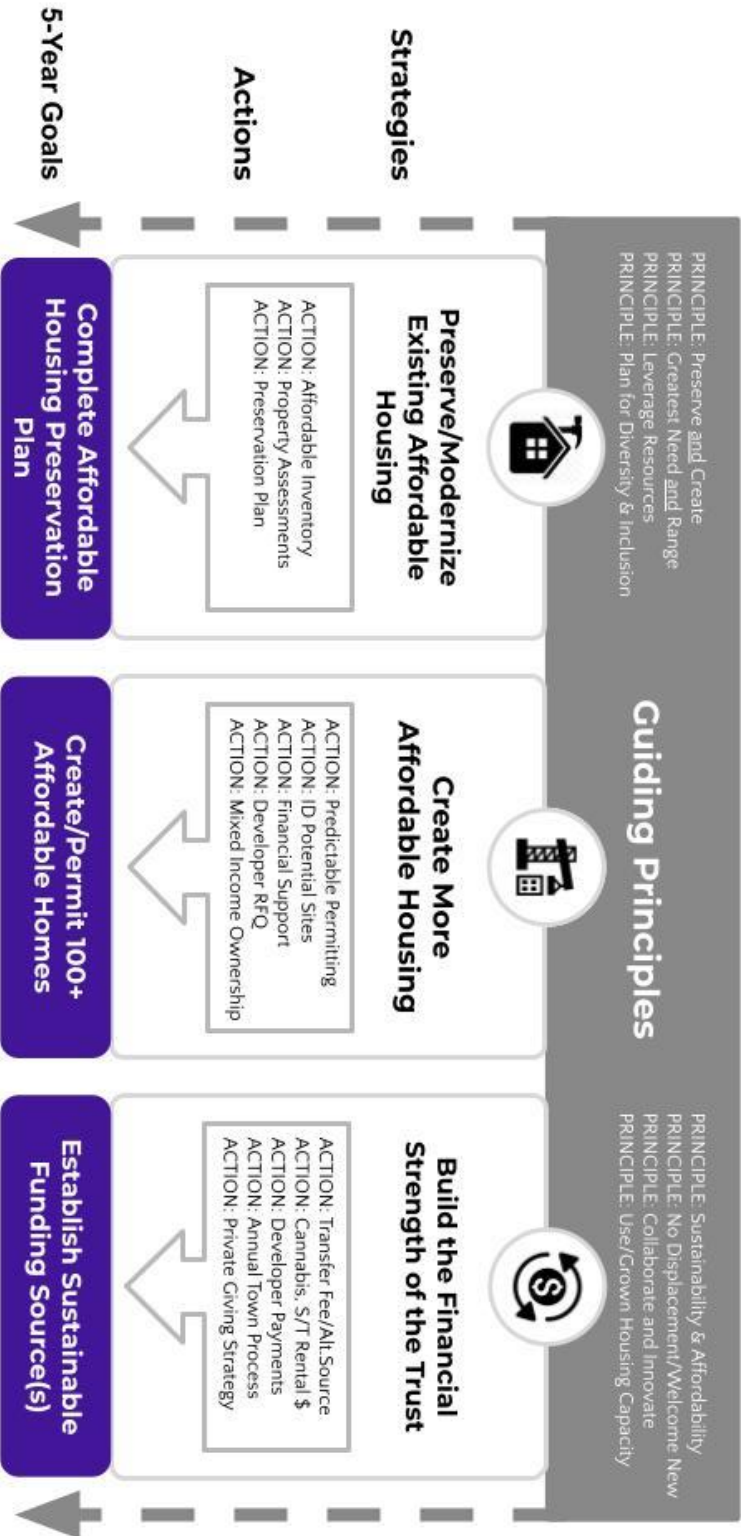 Guiding Principles
PRINCIPLE: Preserve and Create
PRINCIPLE: Greatest Need and Range
PRINCIPLE: Leverage Resources
PRINCIPLE: Plan for Diversity & Inclusion
PRINCIPLE: Sustainability & Affordability
PRINCIPLE: No Displacement/Welcome New
PRINCIPLE: Collaborate and Innovate
PRINCIPLE: Use/Grown Housing Capacity
Strategies
Preserve/Modernize
Existing Affordable
Housing
Create More
Affordable Housing
Build the Financial
Strength of the Trust
Actions
ACTION: Affordable Inventory
ACTION: Property Assessments
ACTION: Preservation Plan
ACTION: Predictable Permitting
ACTION: ID Potential Sites
ACTION: Financial Support
ACTION: Developer RFQ
ACTION: Mixed Income Ownership
ACTION: Transfer Fee/Alt.Source
ACTION: Cannabis, S/T Rental $
ACTION: Developer Payments
ACTION: Annual Town Process
ACTION: Private Giving Strategy
5-Year Goals
Complete Affordable
Housing Preservation
Plan
Create/Permit 100+
Affordable Homes
Establish Sustainable
Funding Source(s)